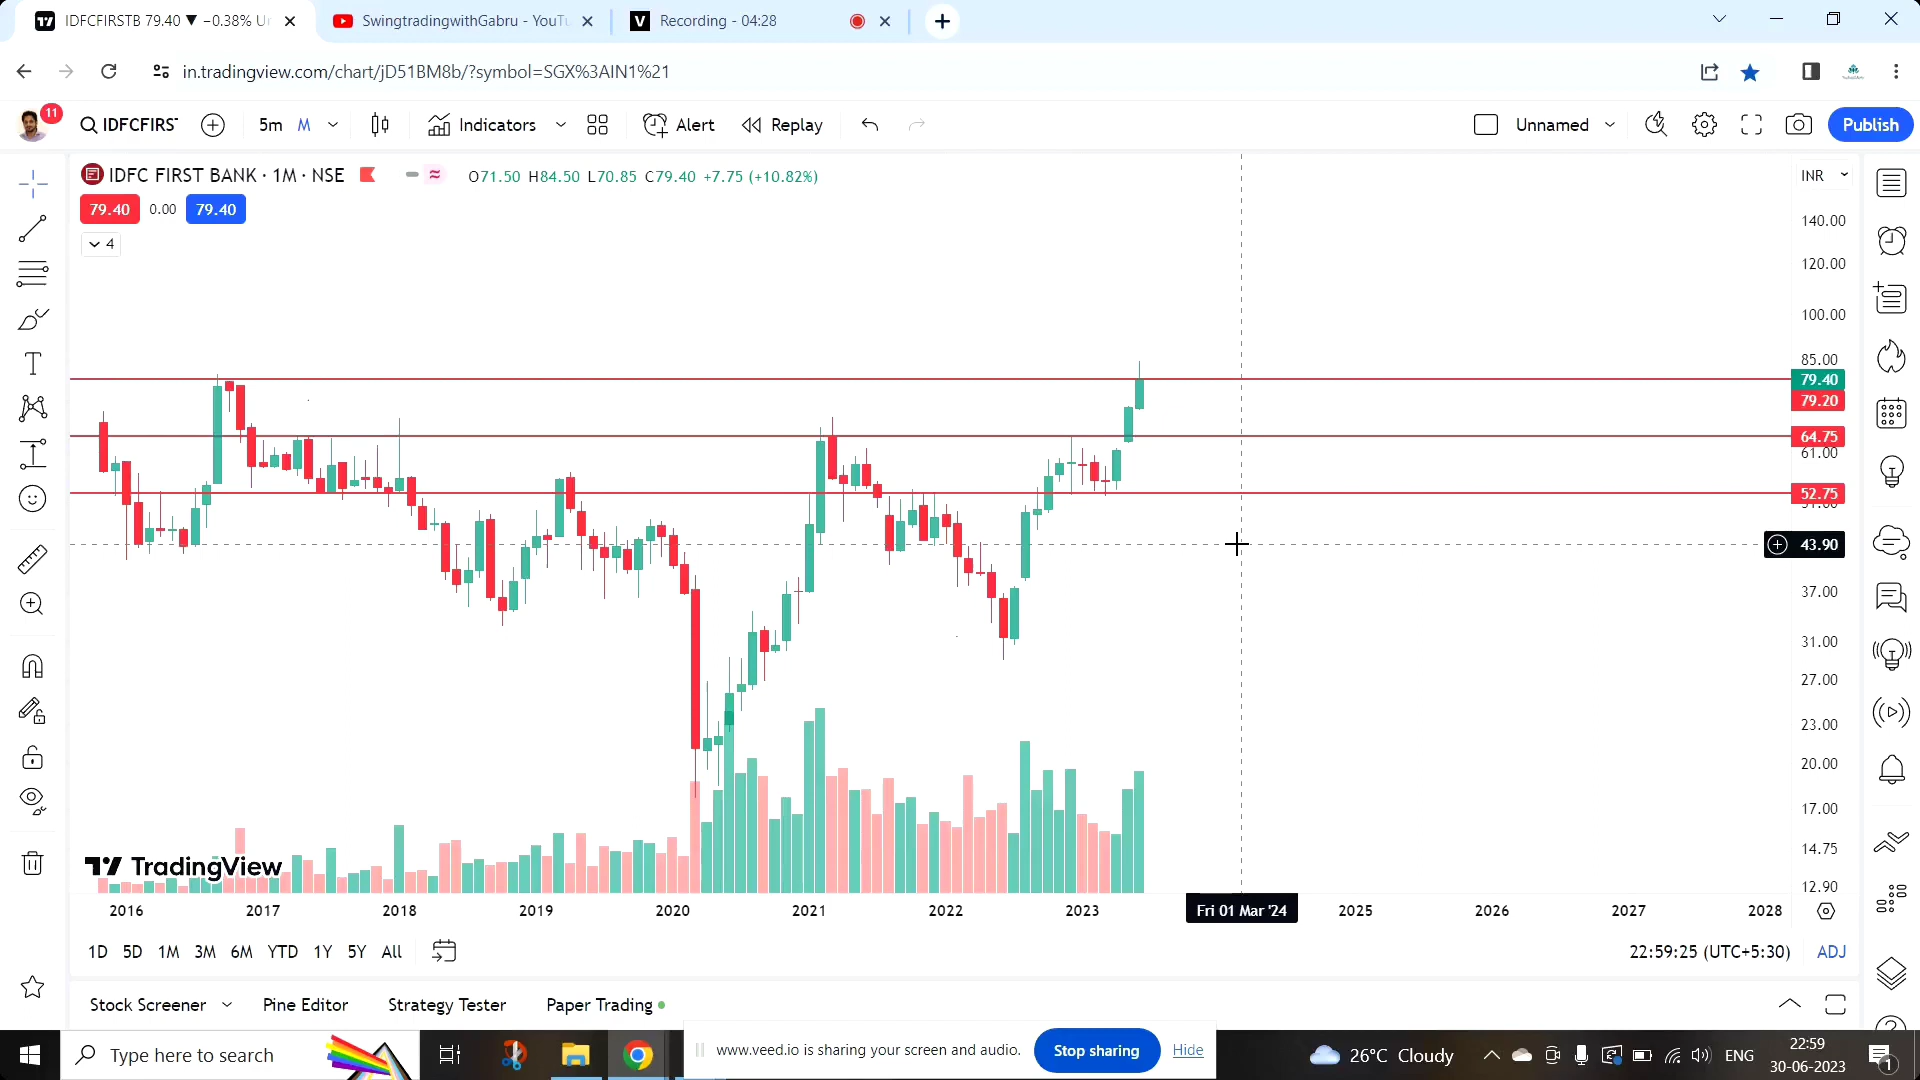 IDFCFIRSTB 79.40 ▼ −0.38%
SwingtradingwithGabru - YouTu
Recording - 04:28
in.tradingview.com/chart/jD51BM8b/?symbol=SGX%3AIN1%21
11
IDFCFIRS
5m
M
Indicators
Alert
Replay
Unnamed
Publish
IDFC FIRST BANK · 1M · NSE
O71.50 H84.50 L70.85 C79.40 +7.75 (+10.82%)
INR
79.40
0.00
79.40
4
140.00
120.00
100.00
85.00
79.40
79.20
64.75
61.00
52.75
43.90
37.00
31.00
27.00
23.00
20.00
17.00
14.75
12.90
TradingView
2016
2017
2018
2019
2020
2021
2022
2023
Fri 01 Mar '24
2025
2026
2027
2028
1D 5D 1M 3M 6M YTD 1Y 5Y All
22:59:25 (UTC+5:30)
ADJ
Stock Screener
Pine Editor
Strategy Tester
Paper Trading
Type here to search
www.veed.io is sharing your screen and audio.
Stop sharing
Hide
26°C Cloudy
ENG
22:59
30-06-2023
1